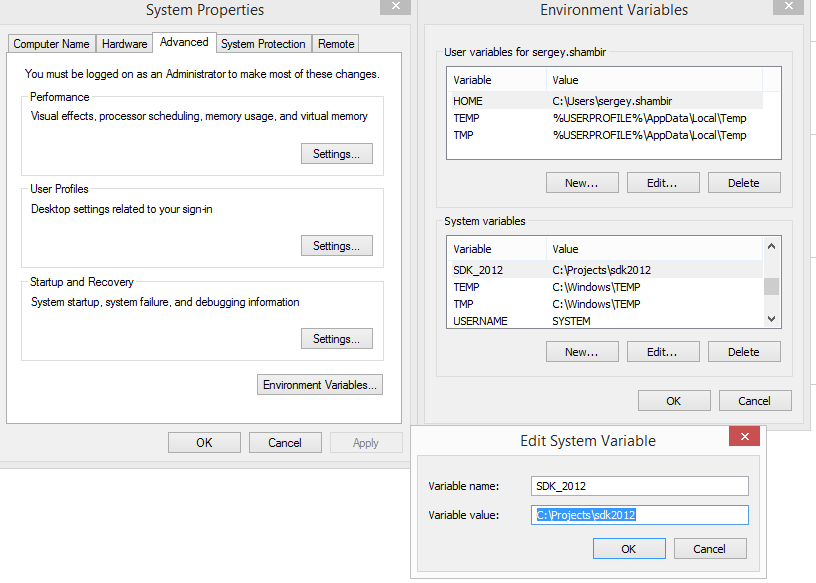 System Properties
Computer Name
Hardware
Advanced
System Protection
Remote
You must be logged on as an Administrator to make most of these changes.
Performance
Visual effects, processor scheduling, memory usage, and virtual memory
Settings...
User Profiles
Desktop settings related to your sign-in
Settings...
Startup and Recovery
System startup, system failure, and debugging information
Settings...
Environment Variables...
OK
Cancel
Apply
Environment Variables
User variables for sergey.shambir
Variable Value
HOME C:\Users\sergey.shambir
TEMP %USERPROFILE%\AppData\Local\Temp
TMP %USERPROFILE%\AppData\Local\Temp
New...
Edit...
Delete
System variables
Variable Value
SDK_2012 C:\Projects\sdk2012
TEMP C:\Windows\TEMP
TMP C:\Windows\TEMP
USERNAME SYSTEM
New...
Edit...
Delete
OK
Cancel
Edit System Variable
Variable name: SDK_2012
Variable value: C:\Projects\sdk2012
OK
Cancel